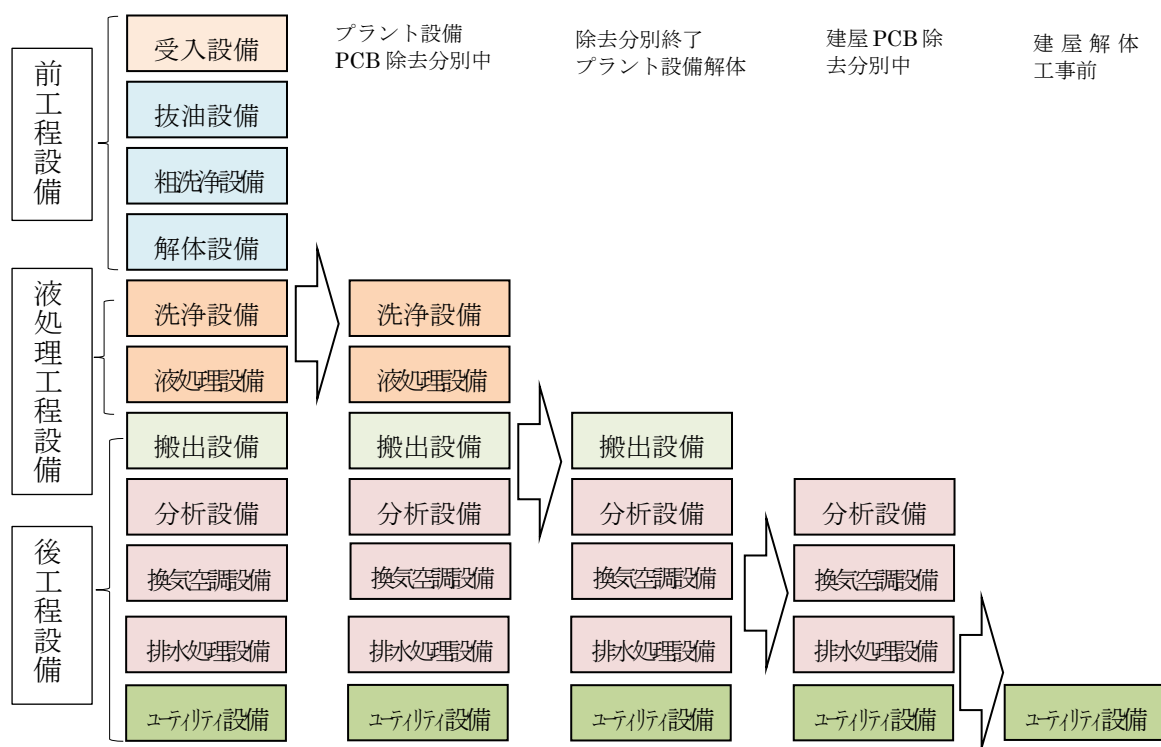 前工程設備
液処理工程設備
後工程設備
受入設備
抜油設備
粗洗浄設備
解体設備
洗浄設備
液処理設備
搬出設備
分析設備
換気空調設備
排水処理設備
ユーティリティ設備
プラント設備
PCB 除去分別中
洗浄設備
液処理設備
搬出設備
分析設備
換気空調設備
排水処理設備
ユーティリティ設備
除去分別終了
プラント設備解体
搬出設備
分析設備
換気空調設備
排水処理設備
ユーティリティ設備
建屋 PCB 除
去分別中
分析設備
換気空調設備
排水処理設備
ユーティリティ設備
建屋解体
工事前
ユーティリティ設備